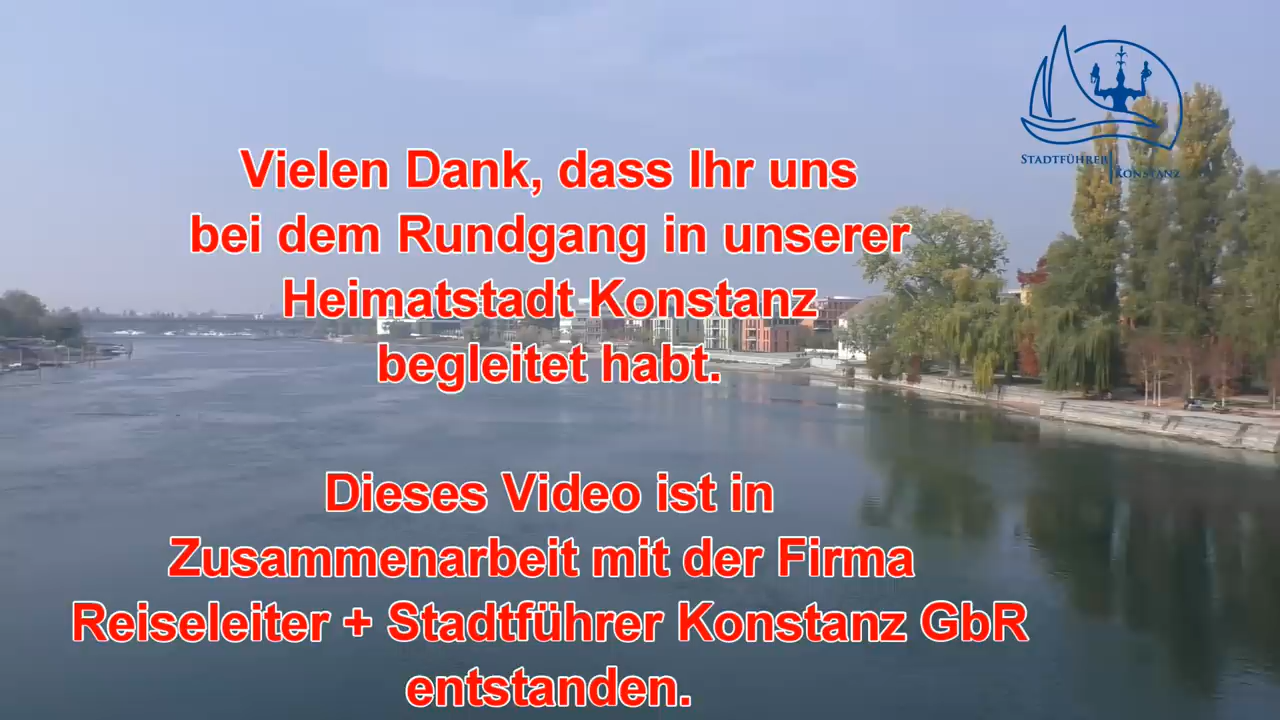 STADTFÜHRER
KONSTANZ
Vielen Dank, dass Ihr uns
bei dem Rundgang in unserer
Heimatstadt Konstanz
begleitet habt.
Dieses Video ist in
Zusammenarbeit mit der Firma
Reiseleiter + Stadtführer Konstanz GbR
entstanden.